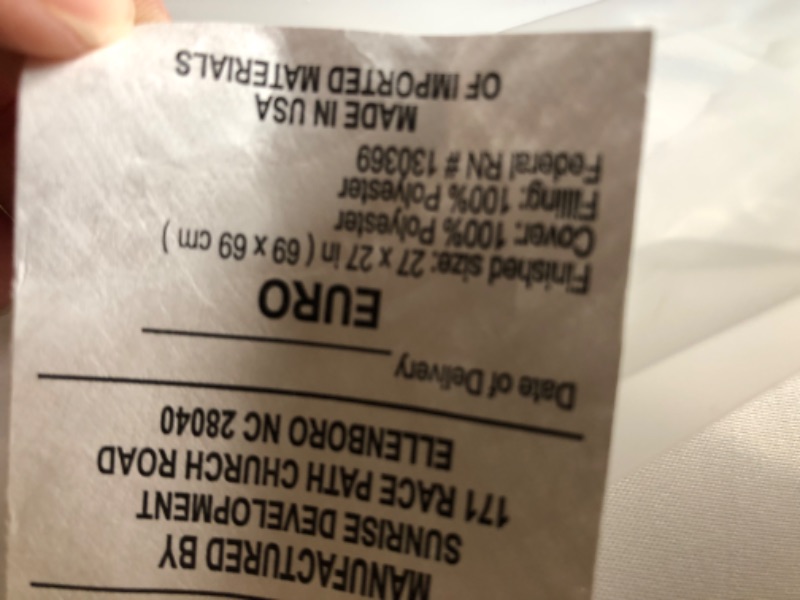 MANUFACTURED BY
SUNRISE DEVELOPMENT
171 RACE PATH CHURCH ROAD
ELLENBORO NC 28040
Date of Delivery
EURO
Finished size: 27 x 27 in ( 69 x 69 cm )
Cover: 100% Polyester
Filling: 100% Polyester
Federal RN # 130369
MADE IN USA
OF IMPORTED MATERIALS